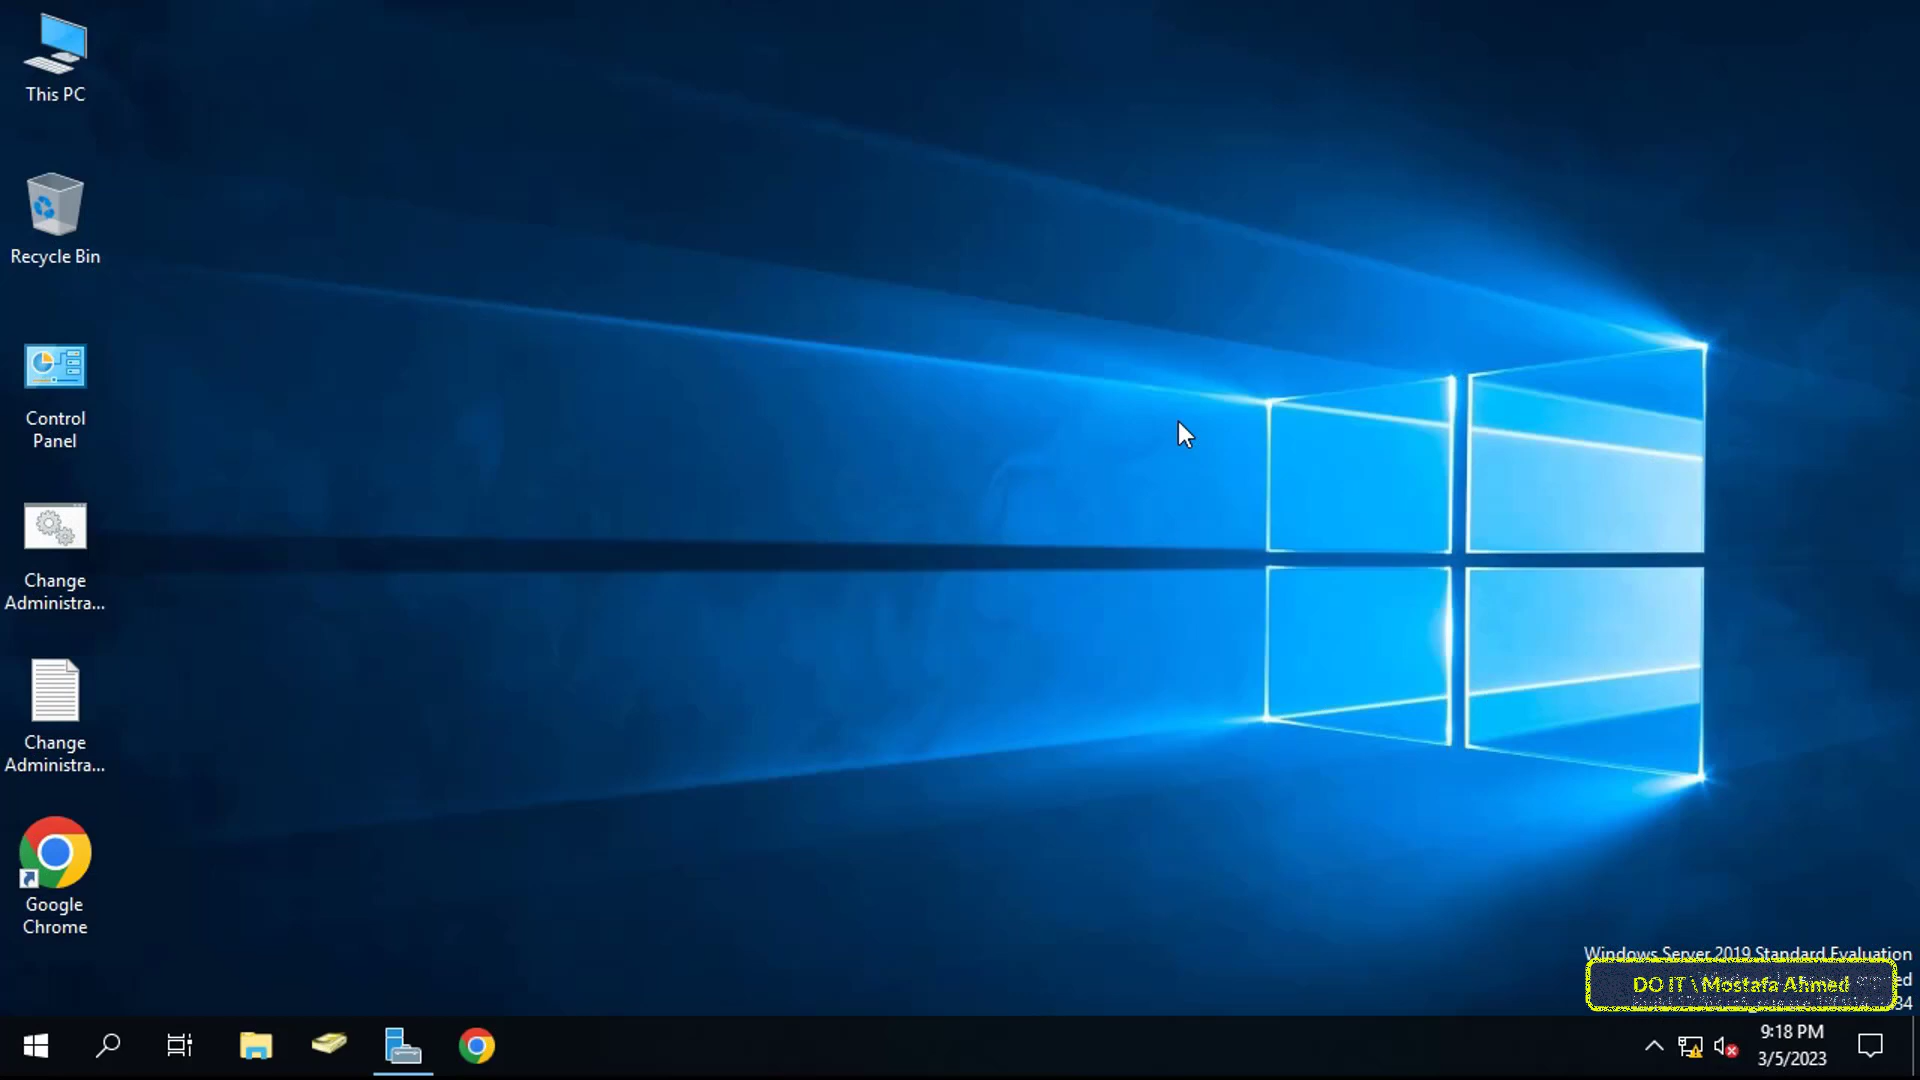 This PC
Recycle Bin
Control
Panel
Change
Administra...
Change
Administra...
Google
Chrome
Windows Server 2019 Standard Evaluation
DO IT \ Mostafa Ahmed
9:18 PM
3/5/2023